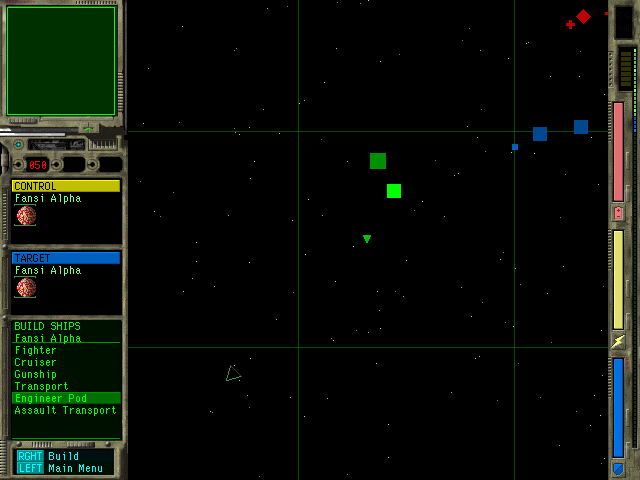 050
CONTROL
Fansi Alpha
TARGET
Fansi Alpha
BUILD SHIPS
Fansi Alpha
Fighter
Cruiser
Gunship
Transport
Engineer Pod
Assault Transport
RGHT Build
LEFT Main Menu